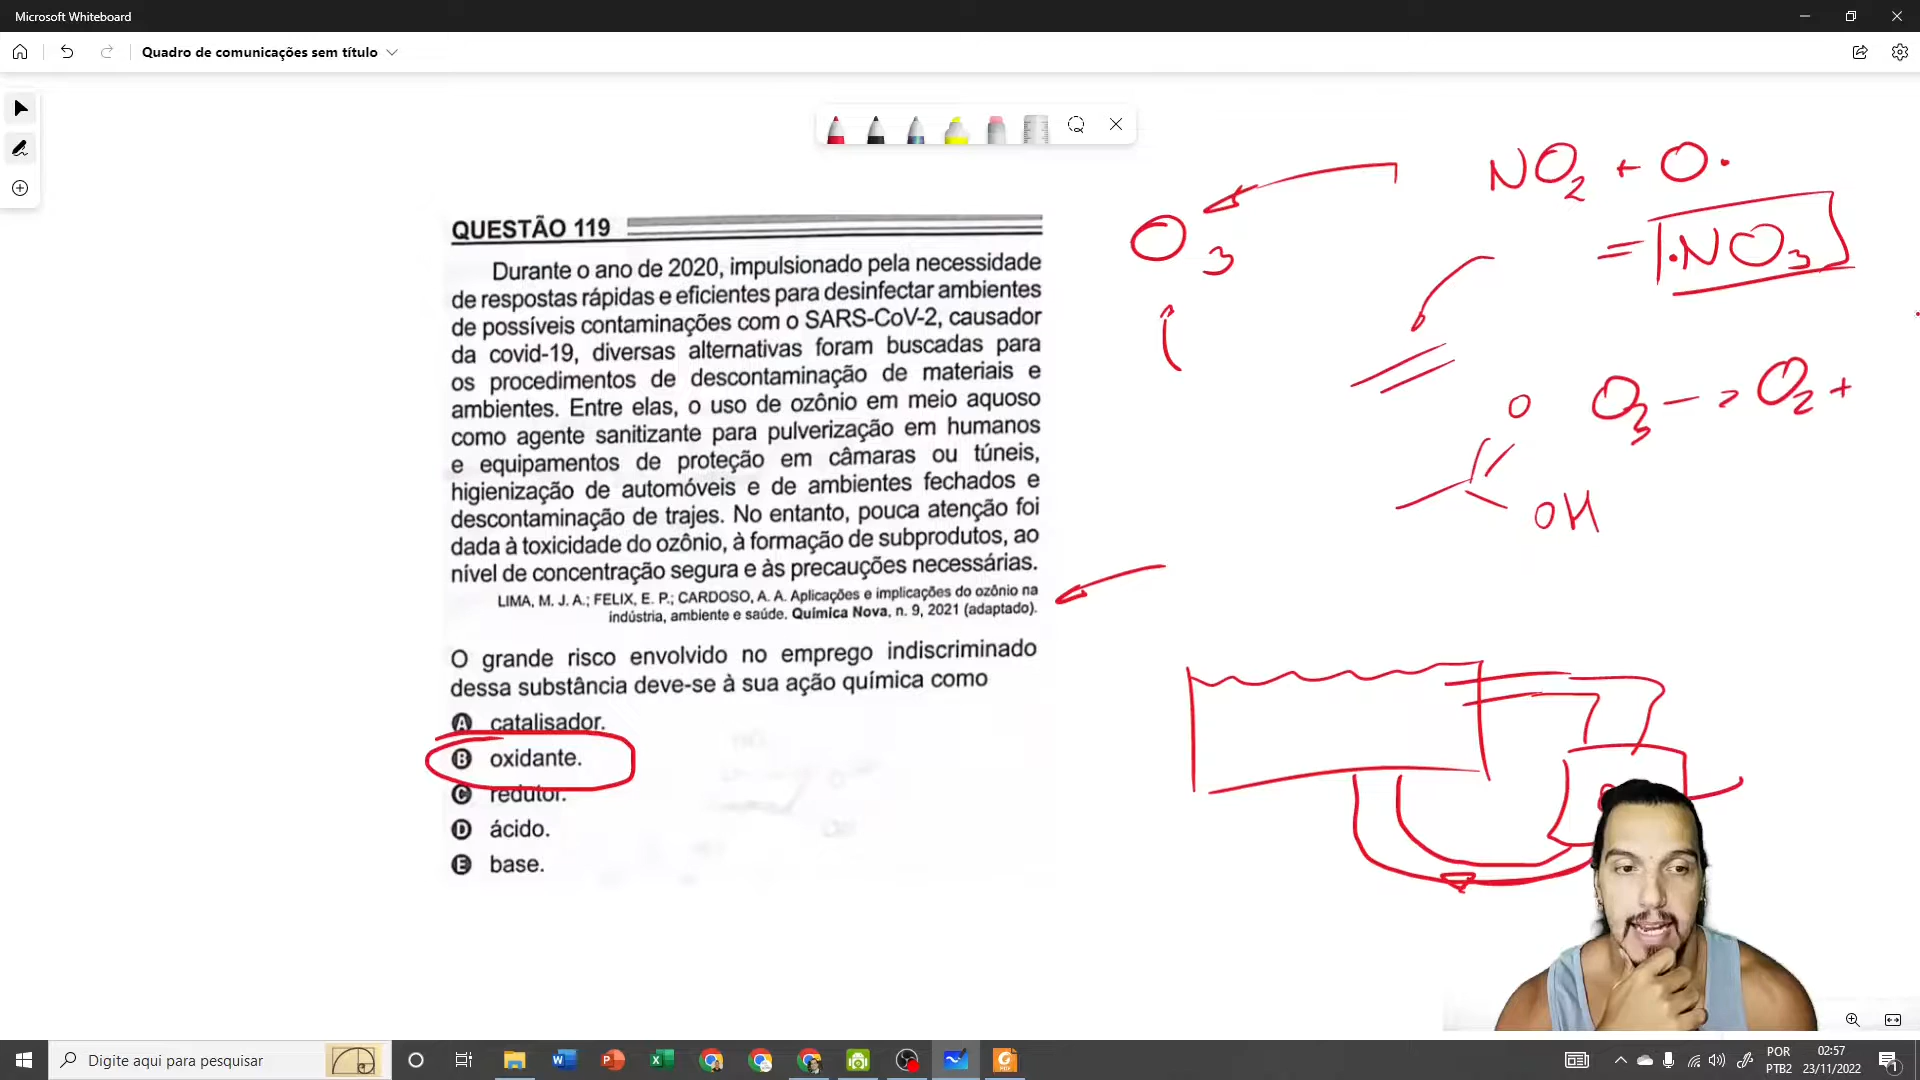 Microsoft Whiteboard
Quadro de comunicações sem título
QUESTÃO 119
Durante o ano de 2020, impulsionado pela necessidade
de respostas rápidas e eficientes para desinfectar ambientes
de possíveis contaminações com o SARS-CoV-2, causador
da covid-19, diversas alternativas foram buscadas para
os procedimentos de descontaminação de materiais e
ambientes. Entre elas, o uso de ozônio em meio aquoso
como agente sanitizante para pulverização em humanos
e equipamentos de proteção em câmaras ou túneis,
higienização de automóveis e de ambientes fechados e
descontaminação de trajes. No entanto, pouca atenção foi
dada à toxicidade do ozônio, à formação de subprodutos, ao
nível de concentração segura e às precauções necessárias.
LIMA, M. J. A.; FELIX, E. P.; CARDOSO, A. A. Aplicações e implicações do ozônio na
indústria, ambiente e saúde. Química Nova, n. 9, 2021 (adaptado).
O grande risco envolvido no emprego indiscriminado
dessa substância deve-se à sua ação química como
A catalisador.
B oxidante.
C redutor.
D ácido.
E base.
NO2 + O·
= ·NO3
O3
O3 -> O2 +
O
OH
Digite aqui para pesquisar
POR
PTB2
02:57
23/11/2022
1